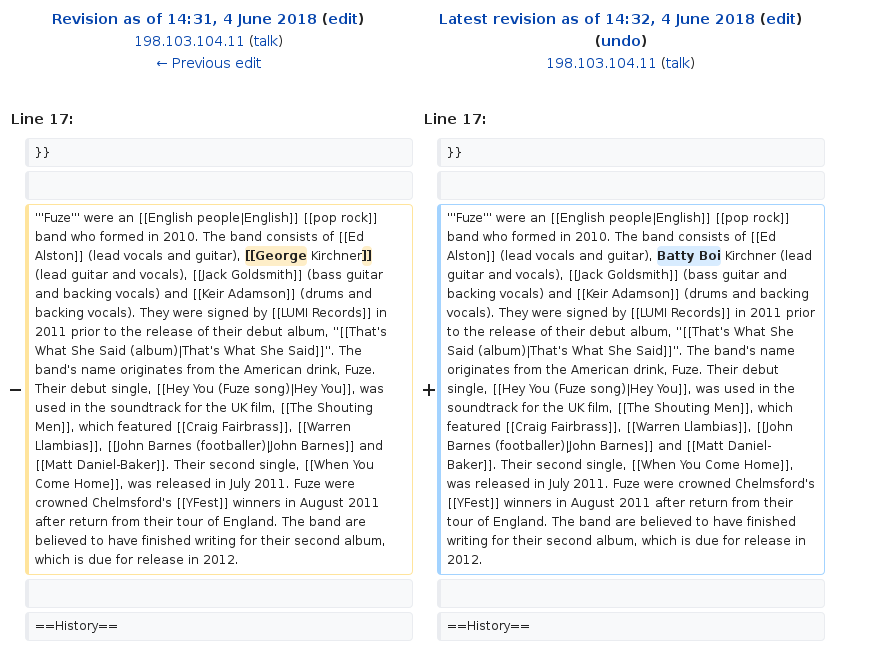 Revision as of 14:31, 4 June 2018 (edit)
198.103.104.11 (talk)
← Previous edit
Latest revision as of 14:32, 4 June 2018 (edit)
(undo)
198.103.104.11 (talk)
Line 17:
Line 17:
}}
}}
'''Fuze''' were an [[English people|English]] [[pop rock]]
band who formed in 2010. The band consists of [[Ed
Alston]] (lead vocals and guitar), [[George Kirchner]]
(lead guitar and vocals), [[Jack Goldsmith]] (bass guitar
and backing vocals) and [[Keir Adamson]] (drums and
backing vocals). They were signed by [[LUMI Records]] in
2011 prior to the release of their debut album, "[[That's
What She Said (album)|That's What She Said]]". The
band's name originates from the American drink, Fuze.
Their debut single, [[Hey You (Fuze song)|Hey You]], was
used in the soundtrack for the UK film, [[The Shouting
Men]], which featured [[Craig Fairbrass]], [[Warren
Llambias]], [[John Barnes (footballer)|John Barnes]] and
[[Matt Daniel-Baker]]. Their second single, [[When You
Come Home]], was released in July 2011. Fuze were
crowned Chelmsford's [[YFest]] winners in August 2011
after return from their tour of England. The band are
believed to have finished writing for their second album,
which is due for release in 2012.
−
+
'''Fuze''' were an [[English people|English]] [[pop rock]]
band who formed in 2010. The band consists of [[Ed
Alston]] (lead vocals and guitar), Batty Boi Kirchner (lead
guitar and vocals), [[Jack Goldsmith]] (bass guitar and
backing vocals) and [[Keir Adamson]] (drums and backing
vocals). They were signed by [[LUMI Records]] in 2011 prior
to the release of their debut album, "[[That's What She
Said (album)|That's What She Said]]". The band's name
originates from the American drink, Fuze. Their debut
single, [[Hey You (Fuze song)|Hey You]], was used in the
soundtrack for the UK film, [[The Shouting Men]], which
featured [[Craig Fairbrass]], [[Warren Llambias]], [[John
Barnes (footballer)|John Barnes]] and [[Matt Daniel-
Baker]]. Their second single, [[When You Come Home]],
was released in July 2011. Fuze were crowned Chelmsford's
[[YFest]] winners in August 2011 after return from their
tour of England. The band are believed to have finished
writing for their second album, which is due for release in
2012.
==History==
==History==